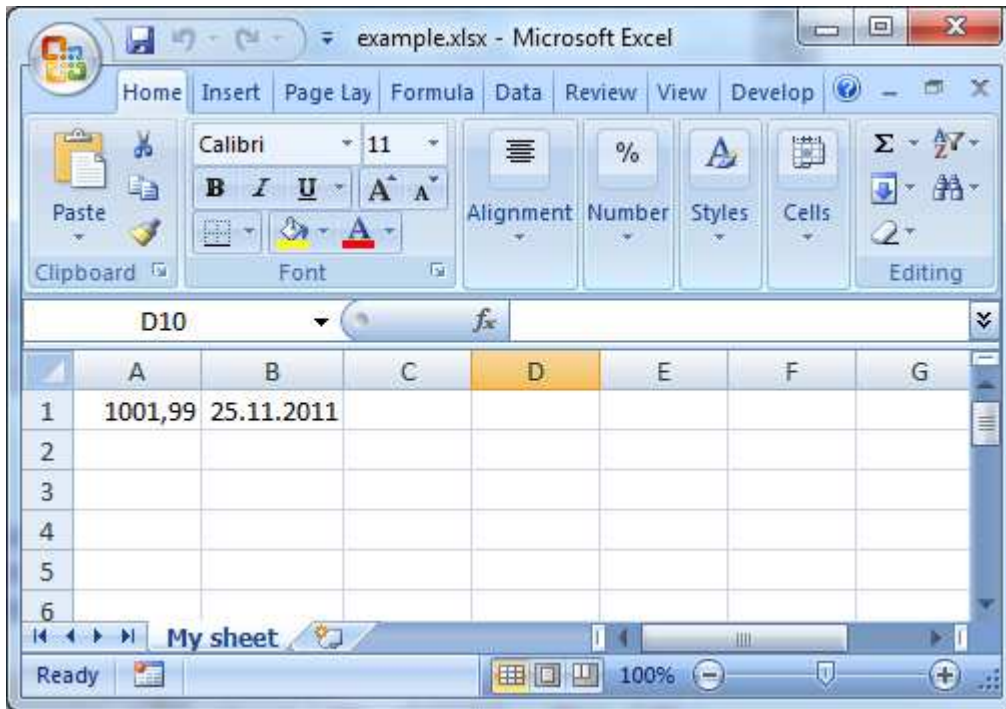 example.xlsx - Microsoft Excel
Home Insert Page Lay Formula Data Review View Develop
Calibri 11
B I U A A
Paste Alignment Number Styles Cells
Clipboard Font Editing
D10 fx
A B C D E F G
1 1001,99 25.11.2011
2
3
4
5
6
My sheet
Ready 100%